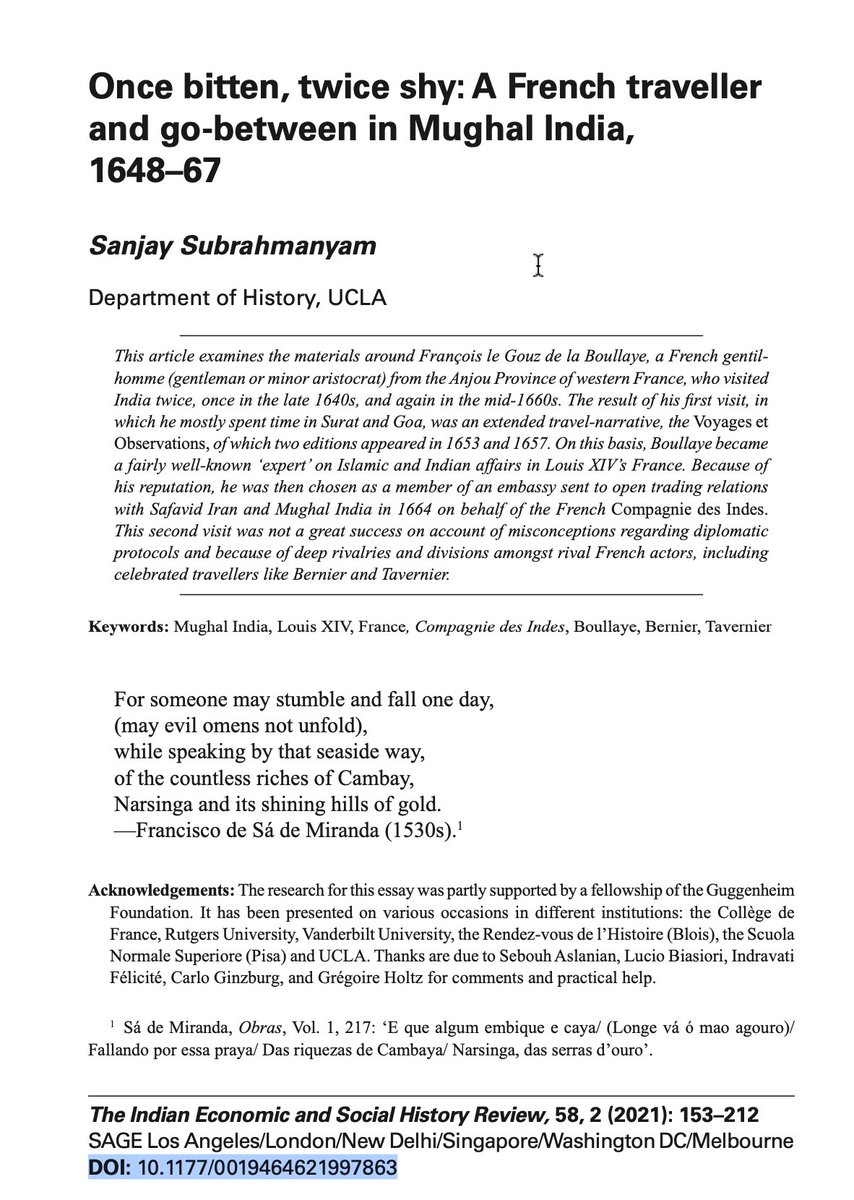 Once bitten, twice shy: A French traveller
and go-between in Mughal India,
1648–67
Sanjay Subrahmanyam
Department of History, UCLA
This article examines the materials around François le Gouz de la Boullaye, a French gentil-
homme (gentleman or minor aristocrat) from the Anjou Province of western France, who visited
India twice, once in the late 1640s, and again in the mid-1660s. The result of his first visit, in
which he mostly spent time in Surat and Goa, was an extended travel-narrative, the Voyages et
Observations, of which two editions appeared in 1653 and 1657. On this basis, Boullaye became
a fairly well-known ‘expert’ on Islamic and Indian affairs in Louis XIV’s France. Because of
his reputation, he was then chosen as a member of an embassy sent to open trading relations
with Safavid Iran and Mughal India in 1664 on behalf of the French Compagnie des Indes.
This second visit was not a great success on account of misconceptions regarding diplomatic
protocols and because of deep rivalries and divisions amongst rival French actors, including
celebrated travellers like Bernier and Tavernier.
Keywords: Mughal India, Louis XIV, France, Compagnie des Indes, Boullaye, Bernier, Tavernier
For someone may stumble and fall one day,
(may evil omens not unfold),
while speaking by that seaside way,
of the countless riches of Cambay,
Narsinga and its shining hills of gold.
—Francisco de Sá de Miranda (1530s).1
Acknowledgements: The research for this essay was partly supported by a fellowship of the Guggenheim
Foundation. It has been presented on various occasions in different institutions: the Collège de
France, Rutgers University, Vanderbilt University, the Rendez-vous de l’Histoire (Blois), the Scuola
Normale Superiore (Pisa) and UCLA. Thanks are due to Sebouh Aslanian, Lucio Biasiori, Indravati
Félicité, Carlo Ginzburg, and Grégoire Holtz for comments and practical help.
1 Sá de Miranda, Obras, Vol. 1, 217: ‘E que algum embique e caya/ (Longe vá ó mao agouro)/
Fallando por essa praya/ Das riquezas de Cambaya/ Narsinga, das serras d’ouro’.
The Indian Economic and Social History Review, 58, 2 (2021): 153–212
SAGE Los Angeles/London/New Delhi/Singapore/Washington DC/Melbourne
DOI: 10.1177/0019464621997863